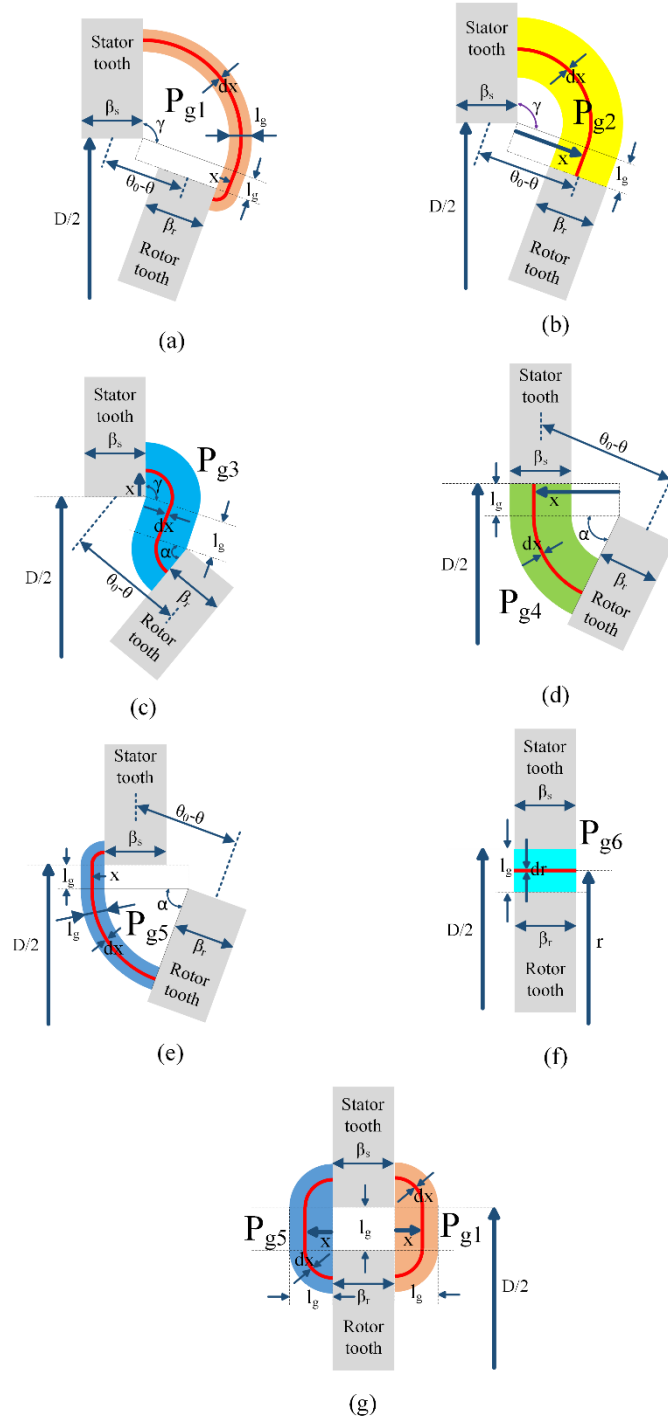 Stator
tooth
βs
γ
Pg1
dx
lg
x
lg
θ0-θ
D/2
βr
Rotor
tooth
(a)
Stator
tooth
βs
γ
dx
Pg2
x
lg
θ0-θ
D/2
βr
Rotor
tooth
(b)
Stator
tooth
βs
Pg3
x
γ
dx
lg
α
D/2
θ0-θ
βr
Rotor
tooth
(c)
Stator
tooth
θ0-θ
βs
lg
x
α
D/2
dx
βr
Pg4
Rotor
tooth
(d)
Stator
tooth
θ0-θ
βs
lg
x
α
D/2
lg
Pg5
dx
βr
Rotor
tooth
(e)
Stator
tooth
βs
Pg6
lg
dr
D/2
βr
r
Rotor
tooth
(f)
Stator
tooth
βs
dx
Pg5
lg
Pg1
x
x
dx
D/2
lg
βr
lg
Rotor
tooth
(g)